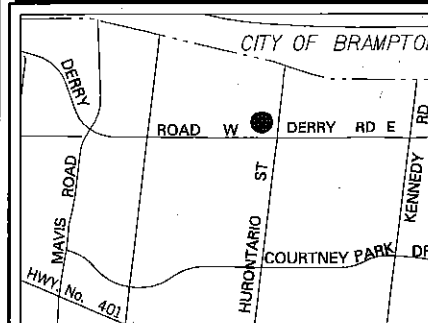 CITY OF BRAMPTO
DERRY
ROAD W
DERRY RD E
RD
KENNEDY
MAVIS ROAD
HURONTARIO ST
COURTNEY PARK DR
HWY. No. 401